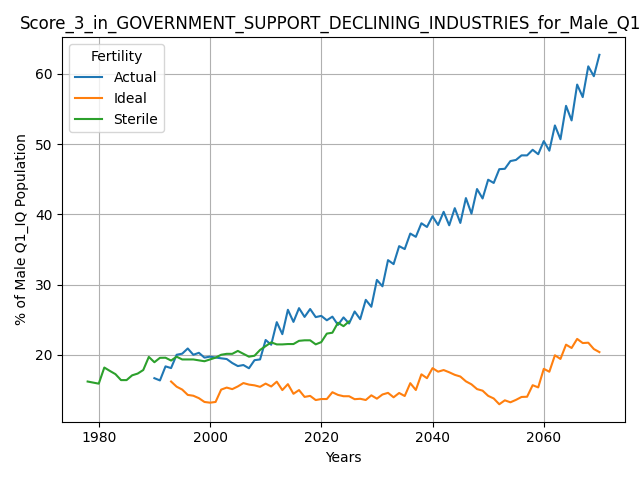 Score_3_in_GOVERNMENT_SUPPORT_DECLINING_INDUSTRIES_for_Male_Q1
Fertility
Actual
Ideal
Sterile
% of Male Q1_IQ Population
60
50
40
30
20
1980
2000
2020
2040
2060
Years